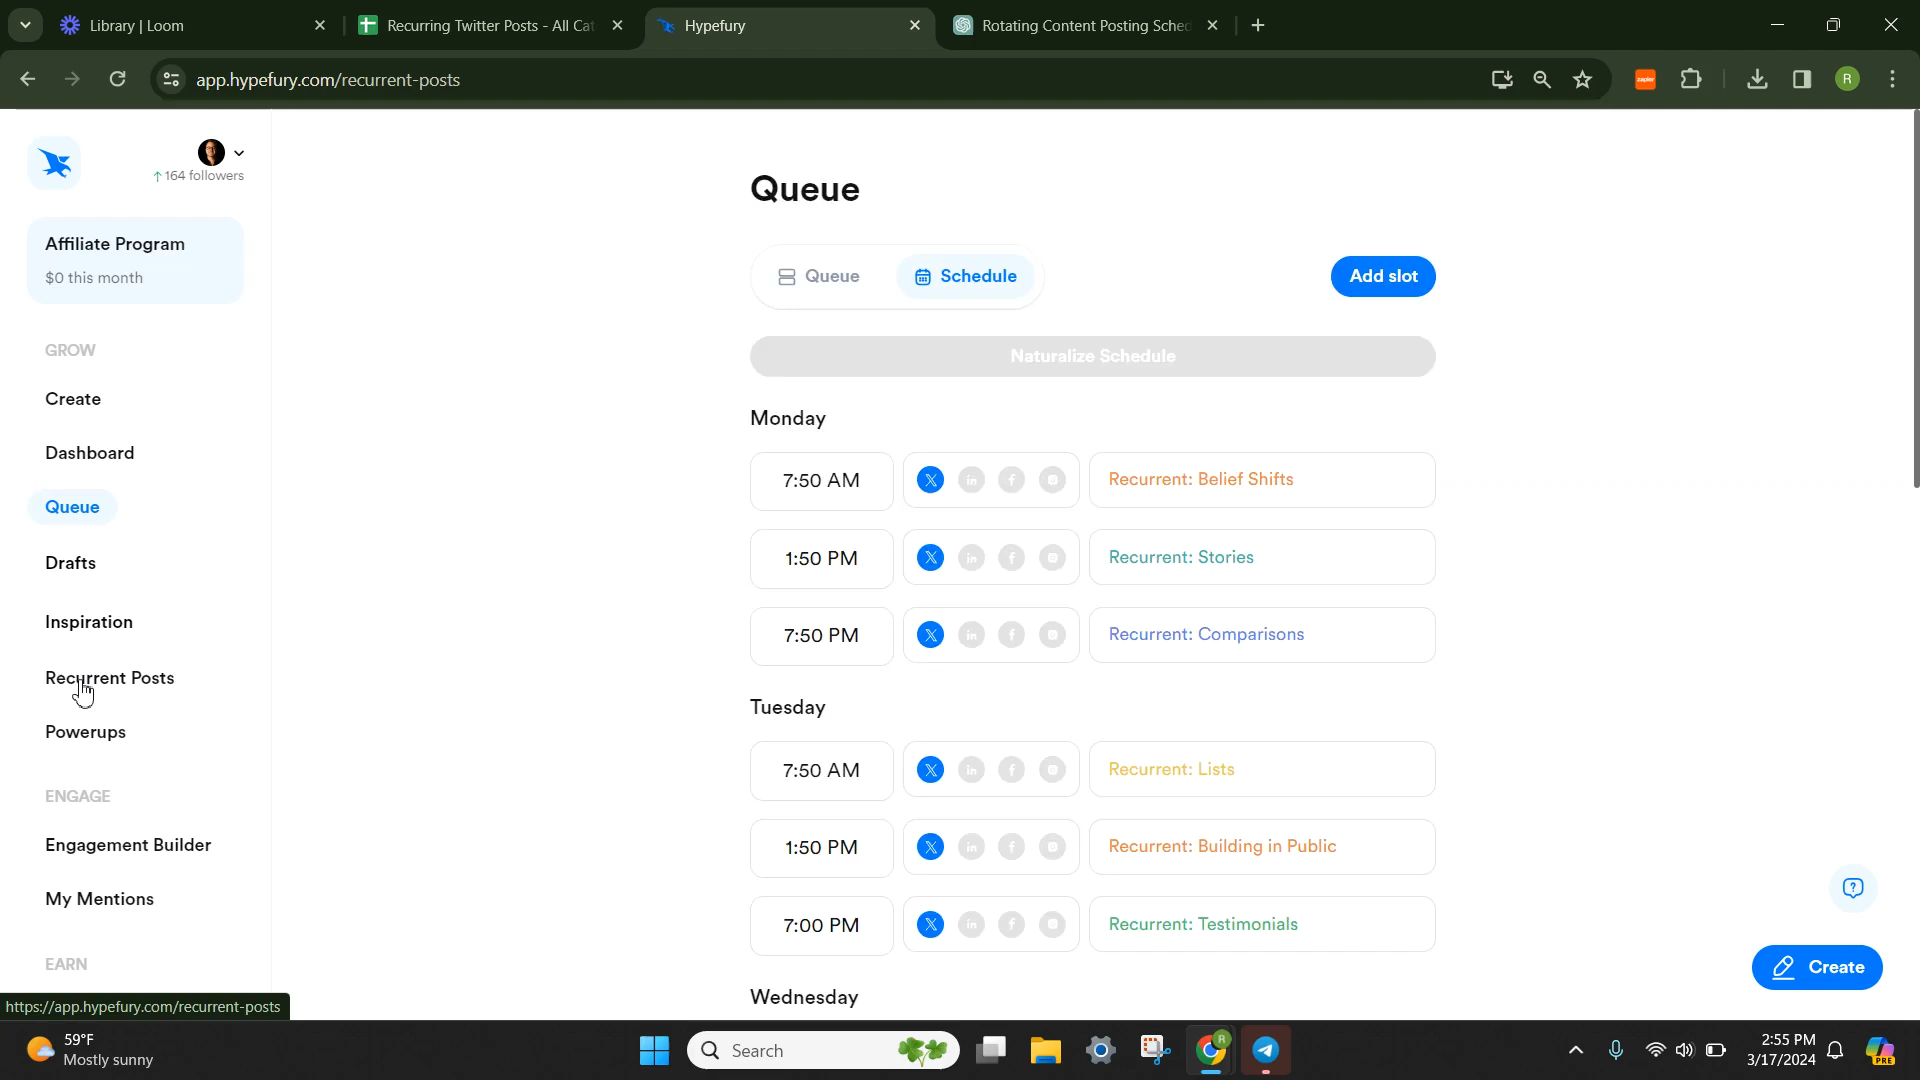 Library | Loom
Recurring Twitter Posts - All Cat
Hypefury
Rotating Content Posting Sched
app.hypefury.com/recurrent-posts
zapier
R
↑ 164 followers
Affiliate Program
$0 this month
GROW
Create
Dashboard
Queue
Drafts
Inspiration
Recurrent Posts
Powerups
ENGAGE
Engagement Builder
My Mentions
EARN
https://app.hypefury.com/recurrent-posts
Queue
Queue
Schedule
Add slot
Naturalize Schedule
Monday
7:50 AM
Recurrent: Belief Shifts
1:50 PM
Recurrent: Stories
7:50 PM
Recurrent: Comparisons
Tuesday
7:50 AM
Recurrent: Lists
1:50 PM
Recurrent: Building in Public
7:00 PM
Recurrent: Testimonials
Wednesday
Create
59°F
Mostly sunny
Search
R
2:55 PM
3/17/2024
PRE